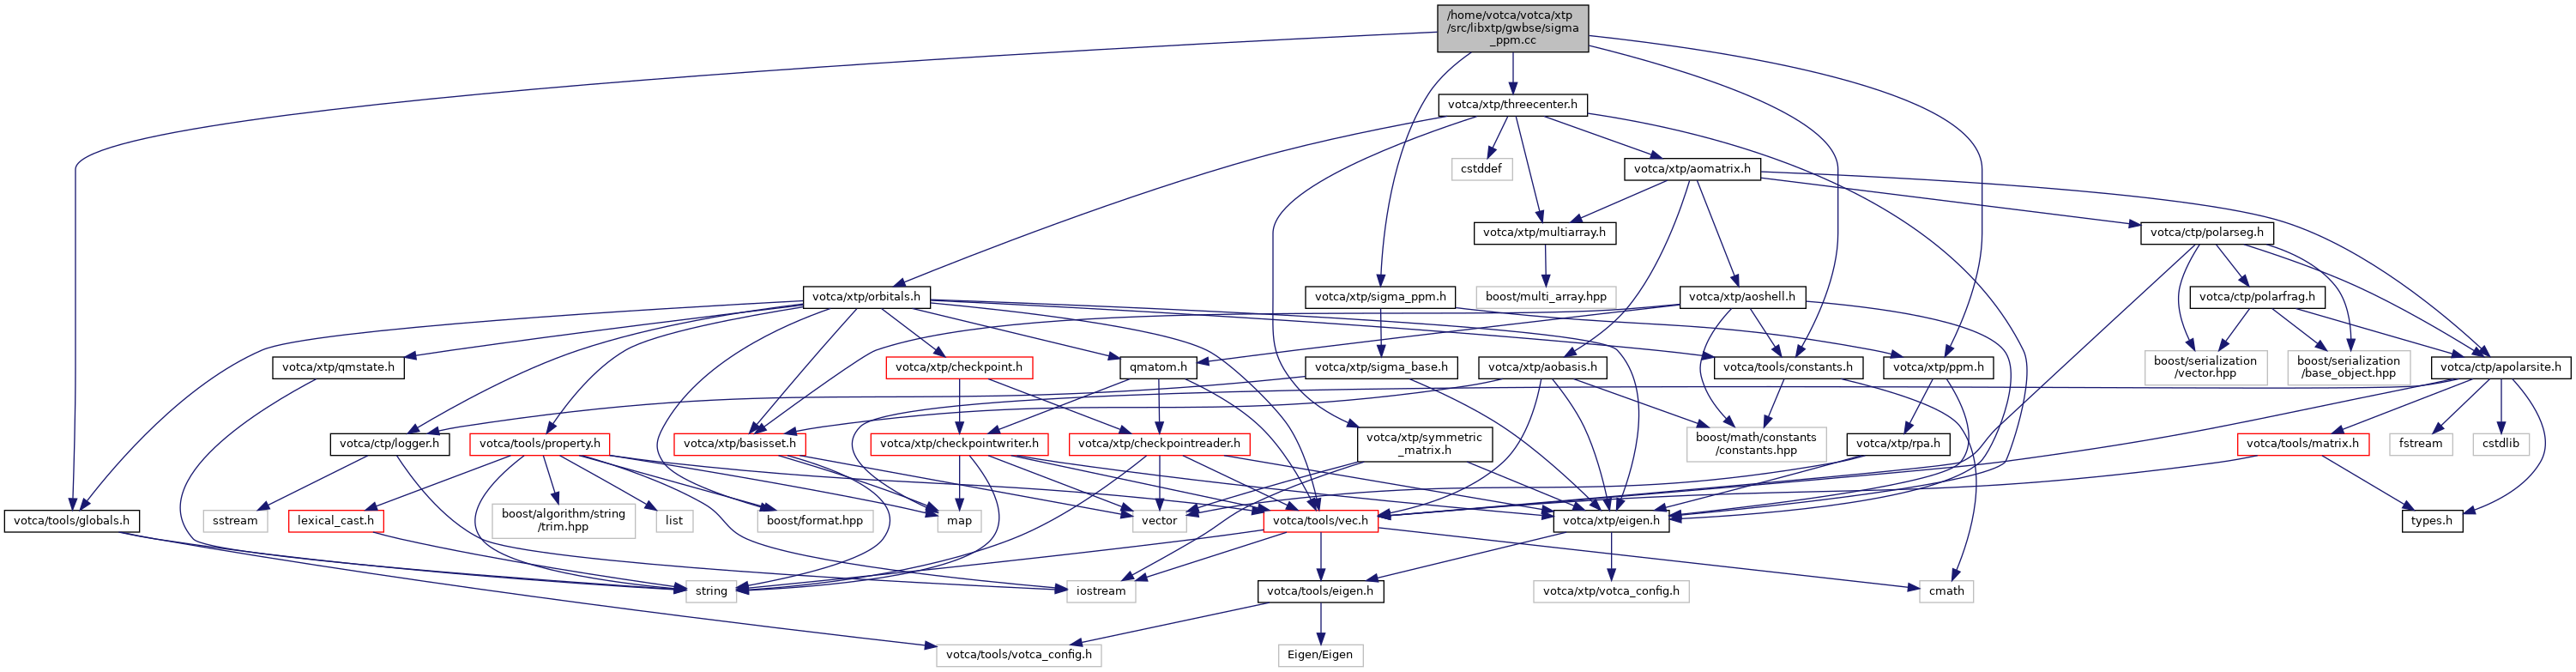 /home/votca/votca/xtp
/src/libxtp/gwbse/sigma
_ppm.cc
votca/xtp/threecenter.h
cstddef
votca/xtp/aomatrix.h
votca/xtp/multiarray.h
votca/ctp/polarseg.h
votca/xtp/orbitals.h
votca/xtp/sigma_ppm.h
boost/multi_array.hpp
votca/xtp/aoshell.h
votca/ctp/polarfrag.h
votca/xtp/qmstate.h
votca/xtp/checkpoint.h
qmatom.h
votca/xtp/sigma_base.h
votca/xtp/aobasis.h
votca/tools/constants.h
votca/xtp/ppm.h
boost/serialization
/vector.hpp
boost/serialization
/base_object.hpp
votca/ctp/apolarsite.h
votca/ctp/logger.h
votca/tools/property.h
votca/xtp/basisset.h
votca/xtp/checkpointwriter.h
votca/xtp/checkpointreader.h
votca/xtp/symmetric
_matrix.h
boost/math/constants
/constants.hpp
votca/xtp/rpa.h
votca/tools/matrix.h
fstream
cstdlib
votca/tools/globals.h
sstream
lexical_cast.h
boost/algorithm/string
/trim.hpp
list
boost/format.hpp
map
vector
votca/tools/vec.h
votca/xtp/eigen.h
types.h
string
iostream
votca/tools/eigen.h
votca/xtp/votca_config.h
cmath
votca/tools/votca_config.h
Eigen/Eigen